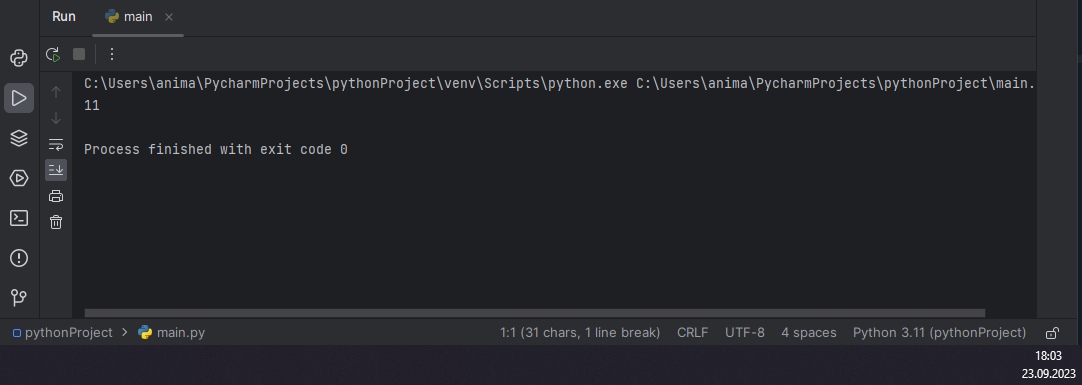 Run main
C:\Users\anima\PycharmProjects\pythonProject\venv\Scripts\python.exe C:\Users\anima\PycharmProjects\pythonProject\main.
11
Process finished with exit code 0
pythonProject > main.py 1:1 (31 chars, 1 line break) CRLF UTF-8 4 spaces Python 3.11 (pythonProject)
18:03
23.09.2023